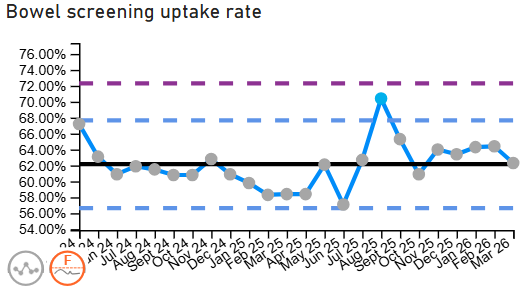 Bowel screening uptake rate
76.00%
74.00%
72.00%
70.00%
68.00%
66.00%
64.00%
62.00%
60.00%
58.00%
56.00%
54.00%
24
24
un 24
Jul 24
Aug 24
Sept 24
Oct 24
Nov 24
Dec 24
Jan 25
Feb 25
Mar 25
Apr 25
May 25
Jun 25
Jul 25
Aug 25
Sept 25
Oct 25
Nov 25
Dec 25
Jan 26
Feb 26
Mar 26
F